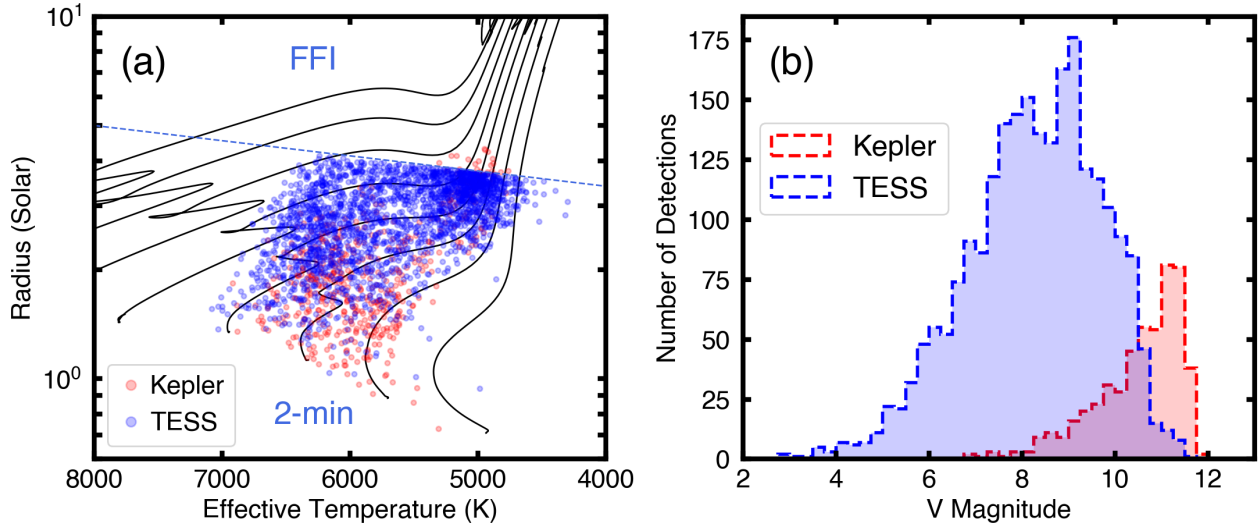 (a)
FFI
2-min
Kepler
TESS
Radius (Solar)
10¹
10⁰
8000 7000 6000 5000 4000
Effective Temperature (K)
(b)
Kepler
TESS
Number of Detections
175
150
125
100
75
50
25
0
2 4 6 8 10 12
V Magnitude